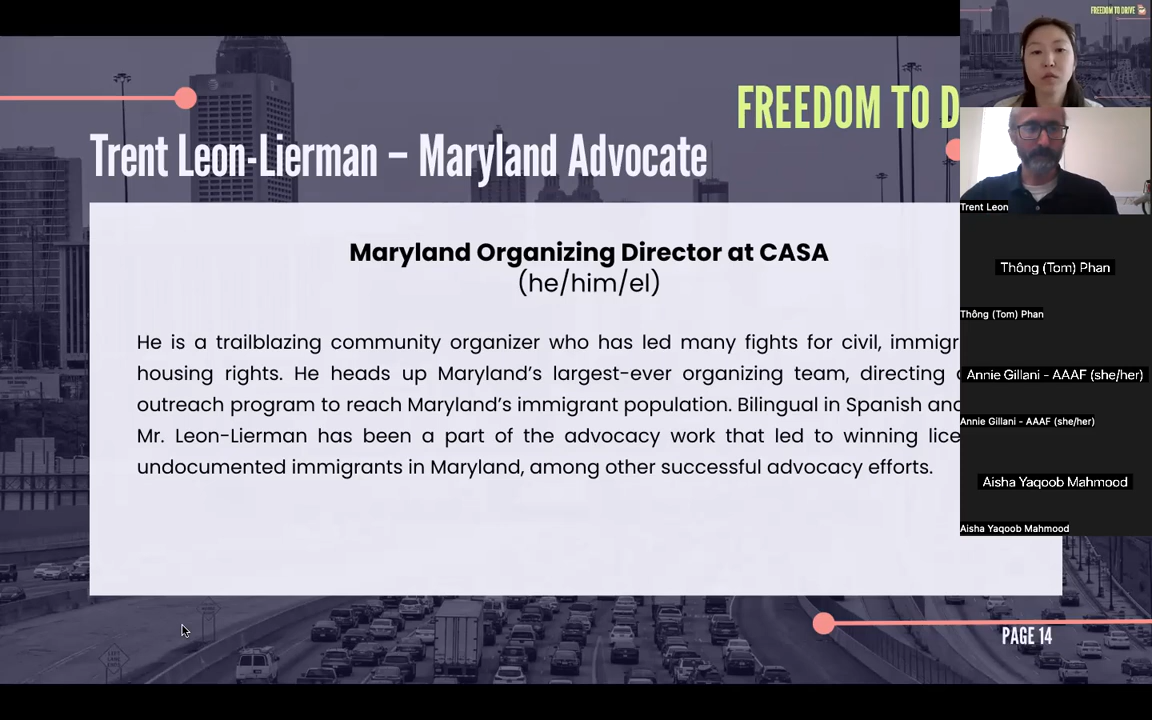 FREEDOM TO D
Trent Leon-Lierman – Maryland Advocate
Maryland Organizing Director at CASA
(he/him/el)
He is a trailblazing community organizer who has led many fights for civil, immigr
housing rights. He heads up Maryland’s largest-ever organizing team, directing
outreach program to reach Maryland’s immigrant population. Bilingual in Spanish and
Mr. Leon-Lierman has been a part of the advocacy work that led to winning lice
undocumented immigrants in Maryland, among other successful advocacy efforts.
PAGE 14
FREEDOM TO DRIVE
Trent Leon
Thông (Tom) Phan
Thông (Tom) Phan
Annie Gillani - AAAF (she/her)
Annie Gillani - AAAF (she/her)
Aisha Yaqoob Mahmood
Aisha Yaqoob Mahmood